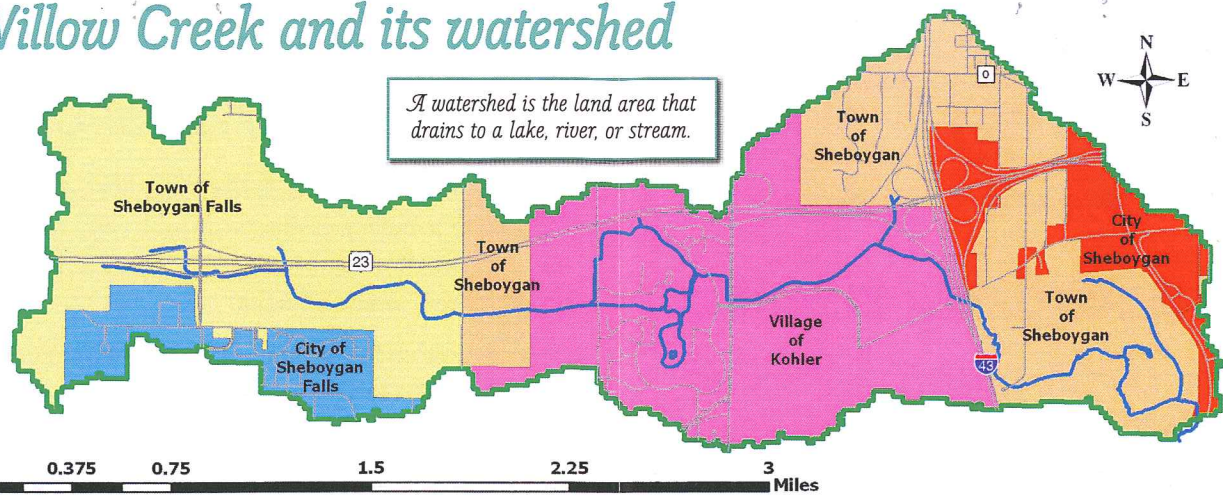 Willow Creek and its watershed
A watershed is the land area that
drains to a lake, river, or stream.
N
W E
S
O
Town
of
Sheboygan
Town of
Sheboygan Falls
City
of
Sheboygan
23
Town
of
Sheboygan
Town
of
Sheboygan
Village
of
Kohler
City of
Sheboygan
Falls
43
0.375 0.75 1.5 2.25 3
Miles